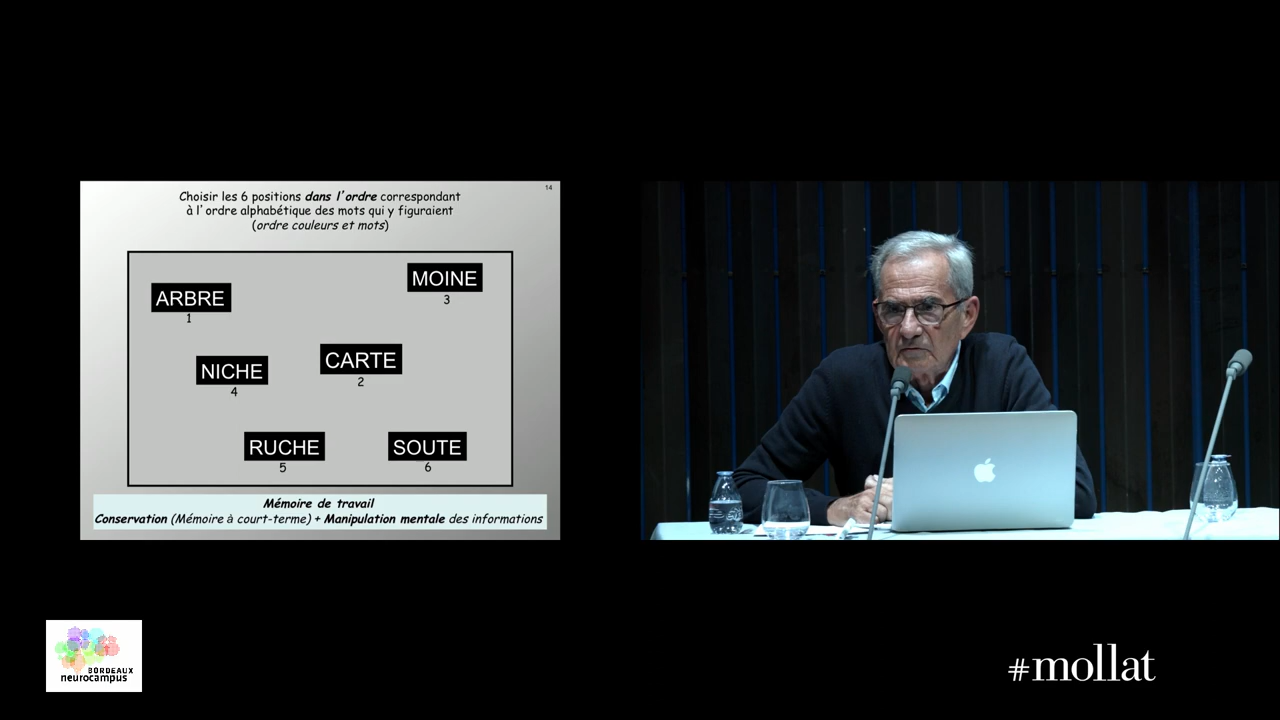 14
Choisir les 6 positions dans l'ordre correspondant
à l'ordre alphabétique des mots qui y figuraient
(ordre couleurs et mots)
MOINE
3
ARBRE
1
CARTE
2
NICHE
4
RUCHE
5
SOUTE
6
Mémoire de travail
Conservation (Mémoire à court-terme) + Manipulation mentale des informations
BORDEAUX
neurocampus
#mollat